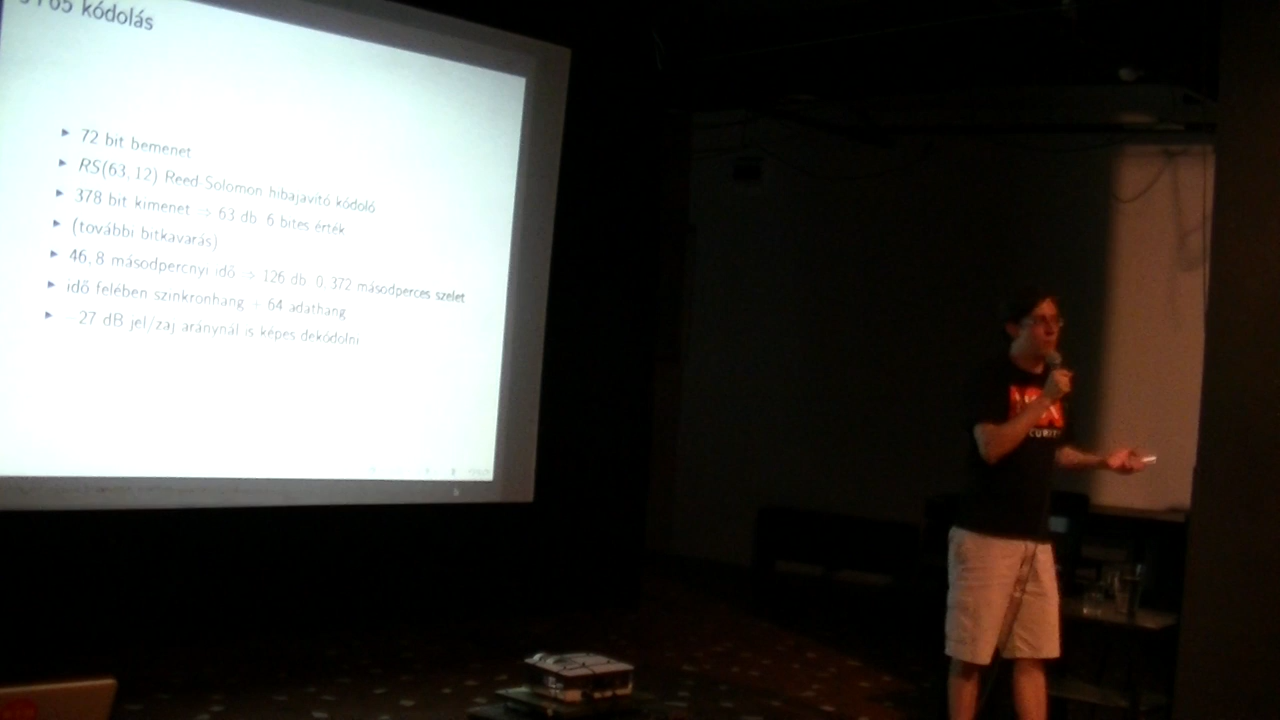 kódolás
72 bit bemenet
RS(63, 12) Reed-Solomon hibajavító kódoló
378 bit kimenet -> 63 db 6 bites érték
(további bitkavarás)
46, 8 másodpercnyi idő -> 126 db 0.372 másodperces szelet
idő felében szinkronhang + 64 adathang
-27 dB jel/zaj aránynál is képes dekódolni